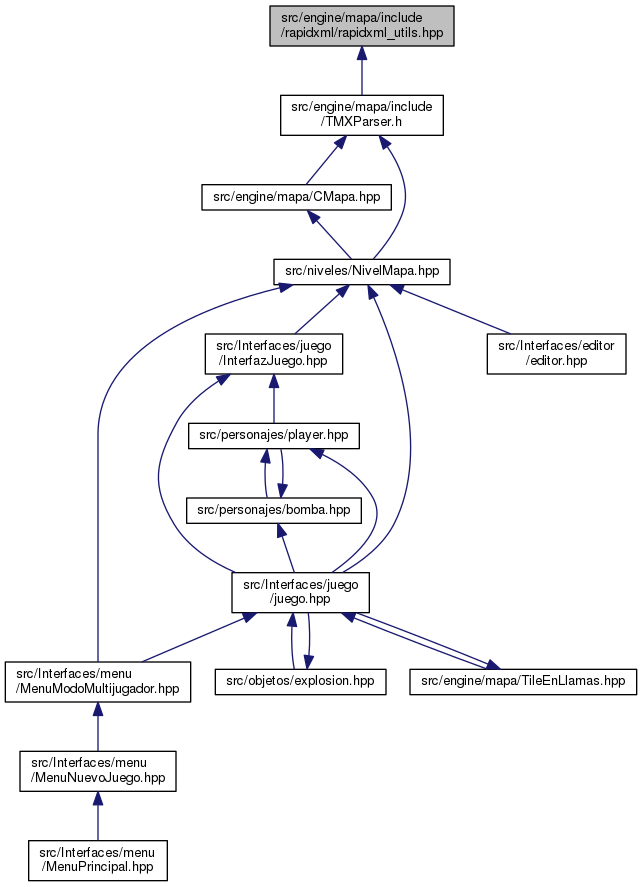 src/engine/mapa/include
/rapidxml/rapidxml_utils.hpp
src/engine/mapa/include
/TMXParser.h
src/engine/mapa/CMapa.hpp
src/niveles/NivelMapa.hpp
src/Interfaces/juego
/InterfazJuego.hpp
src/Interfaces/editor
/editor.hpp
src/personajes/player.hpp
src/personajes/bomba.hpp
src/Interfaces/juego
/juego.hpp
src/Interfaces/menu
/MenuModoMultijugador.hpp
src/objetos/explosion.hpp
src/engine/mapa/TileEnLlamas.hpp
src/Interfaces/menu
/MenuNuevoJuego.hpp
src/Interfaces/menu
/MenuPrincipal.hpp